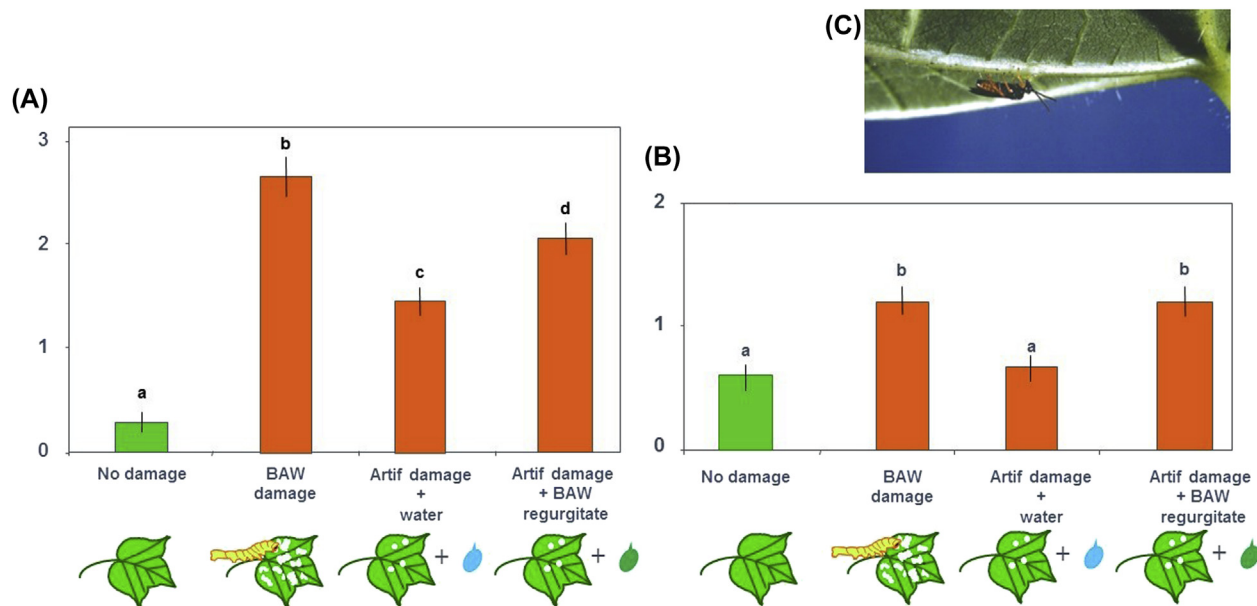 (A)
3
2
1
0
a
b
c
d
No damage
BAW
damage
Artif damage
+
water
Artif damage
+ BAW
regurgitate
+
+
(B)
2
1
0
a
b
a
b
No damage
BAW
damage
Artif damage
+
water
Artif damage
+ BAW
regurgitate
+
+
(C)